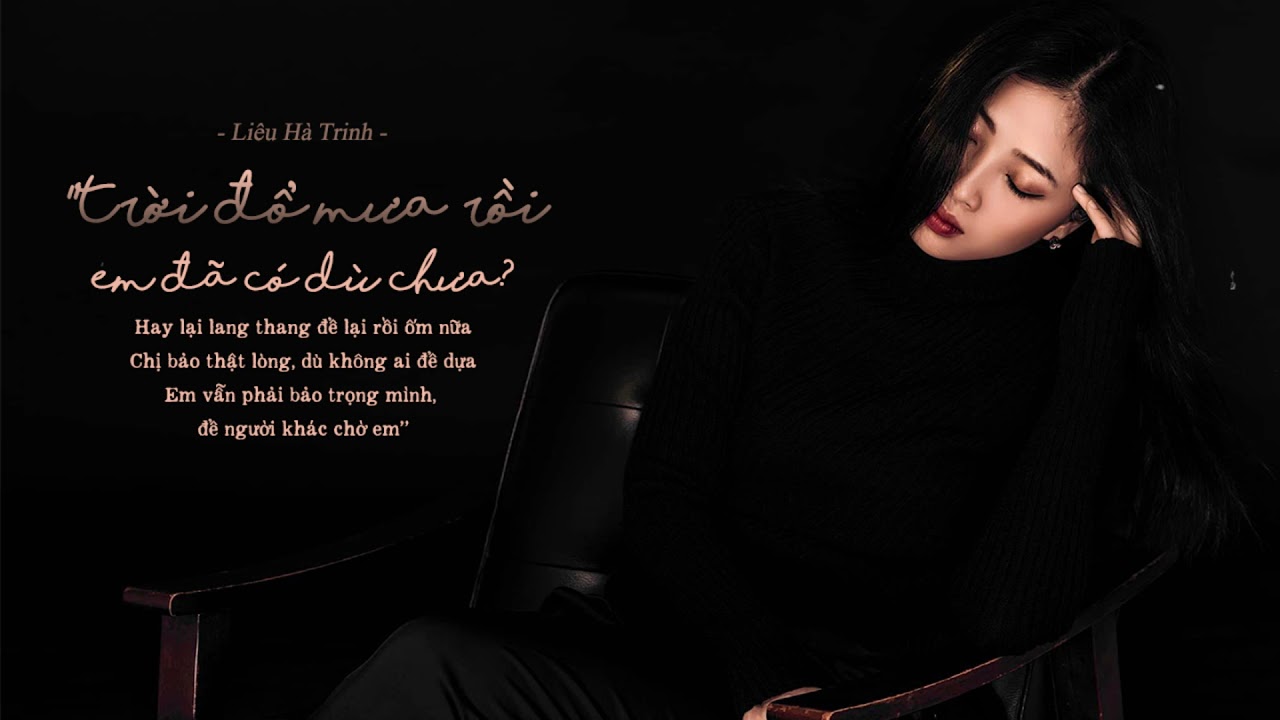 - Liêu Hà Trinh -
"Trời đổ mưa rồi
em đã có dù chưa?
Hay lại lang thang để lại rồi ốm nữa
Chị bảo thật lòng, dù không ai để dựa
Em vẫn phải bảo trọng mình,
để người khác chờ em”